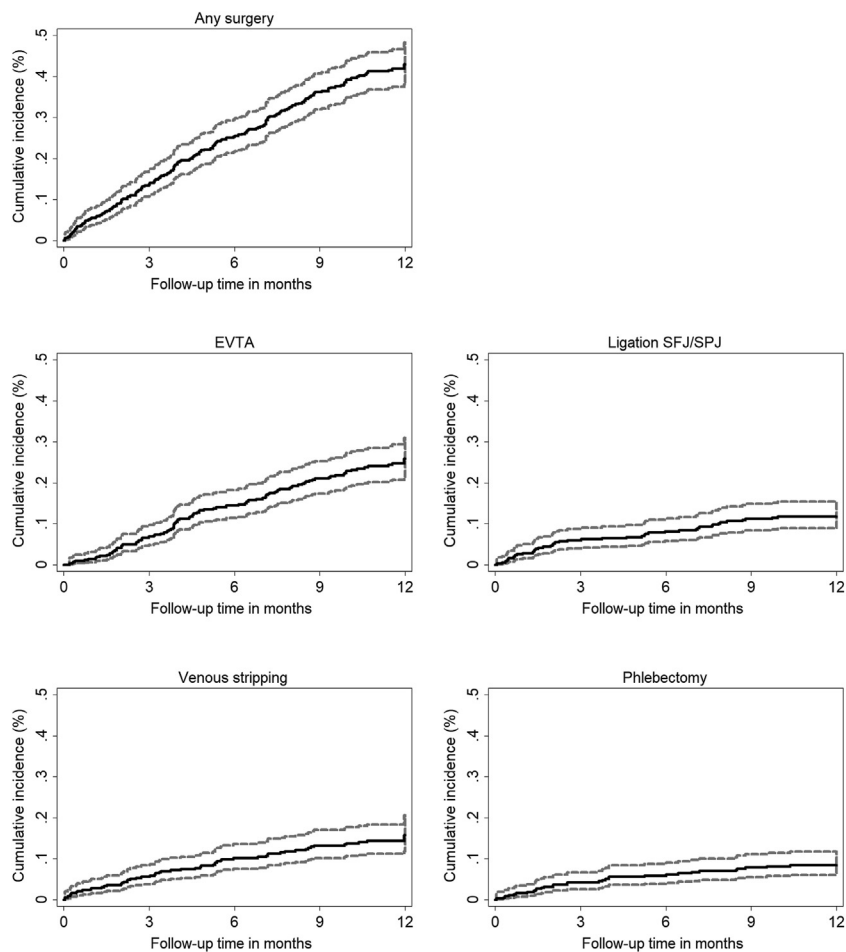 Any surgery
Cumulative incidence (%)
0 .1 .2 .3 .4 .5
0 3 6 9 12
Follow-up time in months
EVTA
Cumulative incidence (%)
0 .1 .2 .3 .4 .5
0 3 6 9 12
Follow-up time in months
Ligation SFJ/SPJ
Cumulative incidence (%)
0 .1 .2 .3 .4 .5
0 3 6 9 12
Follow-up time in months
Venous stripping
Cumulative incidence (%)
0 .1 .2 .3 .4 .5
0 3 6 9 12
Follow-up time in months
Phlebectomy
Cumulative incidence (%)
0 .1 .2 .3 .4 .5
0 3 6 9 12
Follow-up time in months